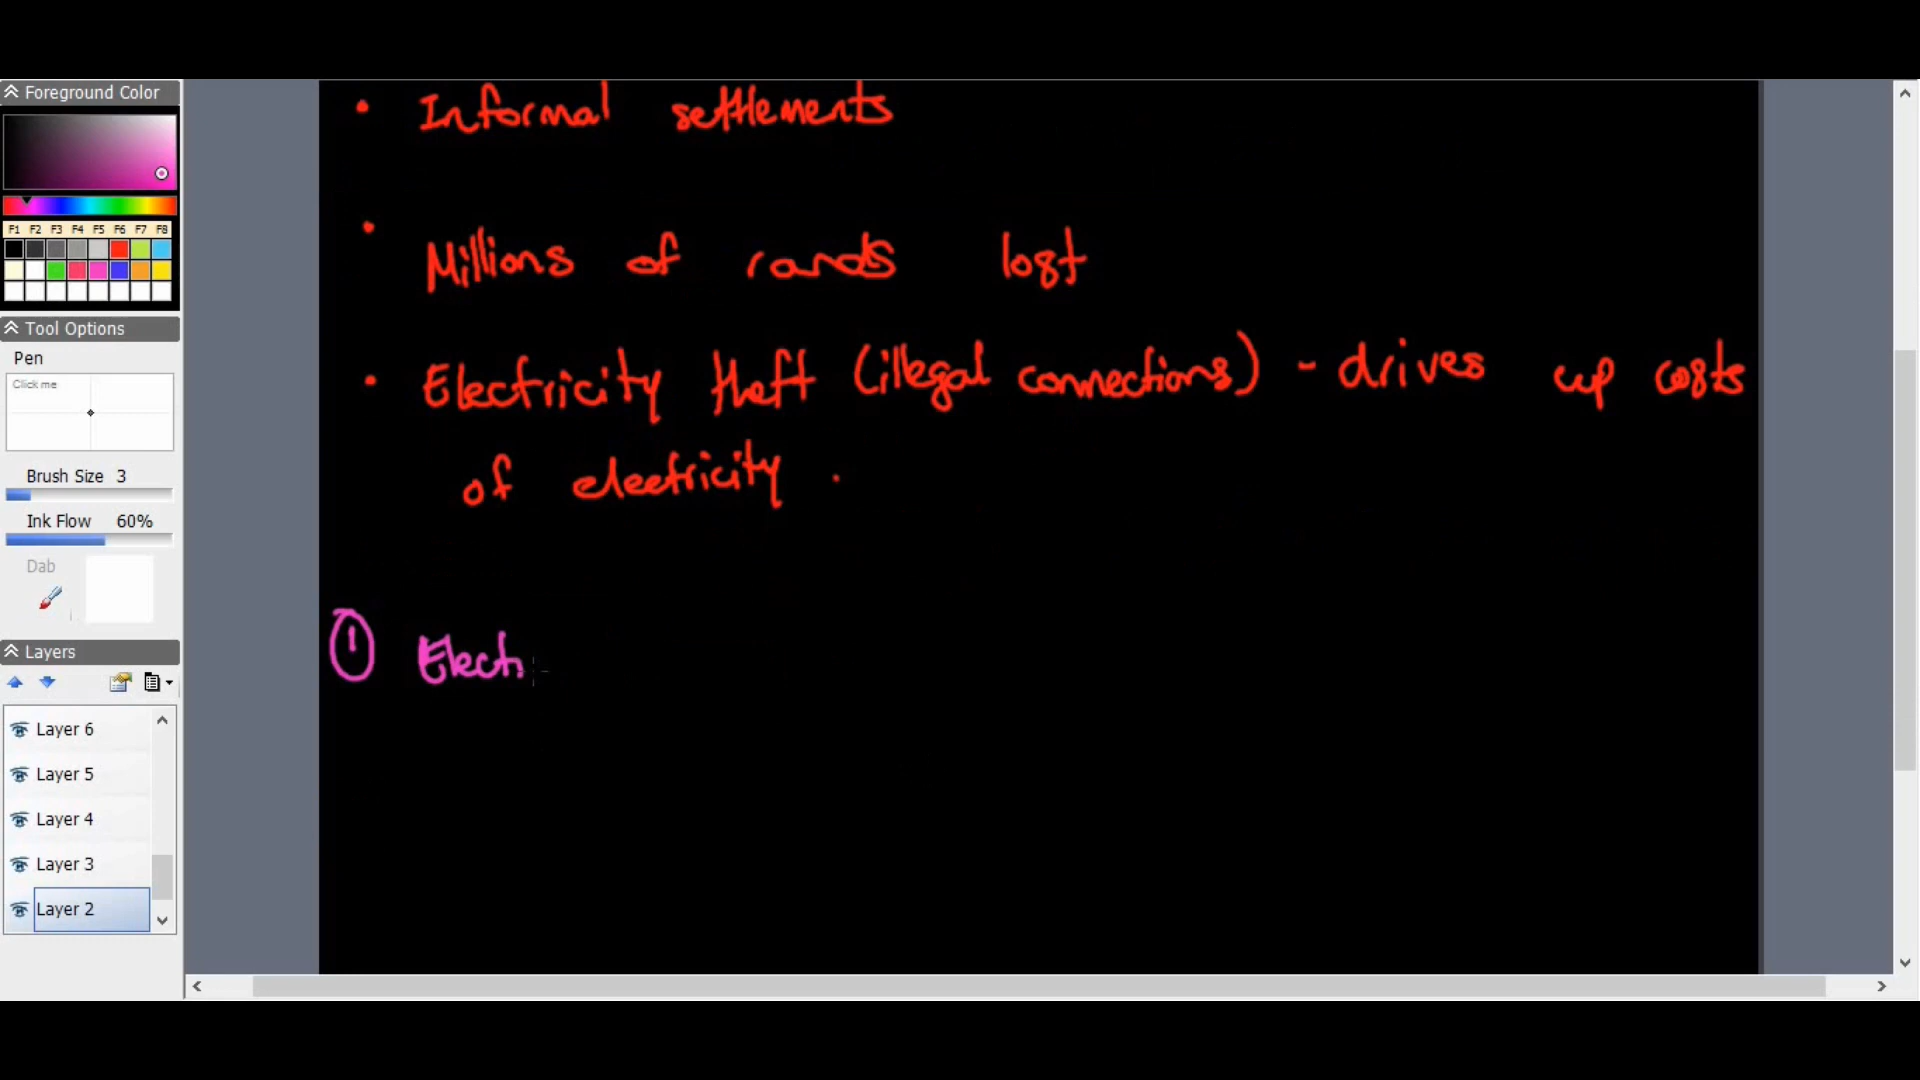 Foreground Color
F1 F2 F3 F4 F5 F6 F7 F8
Tool Options
Pen
Click me
Brush Size 3
Ink Flow 60%
Dab
Layers
Layer 6
Layer 5
Layer 4
Layer 3
Layer 2
• Informal settlements
• Millions of rands lost
• Electricity theft (illegal connections) - drives up costs
of electricity.
① Electr